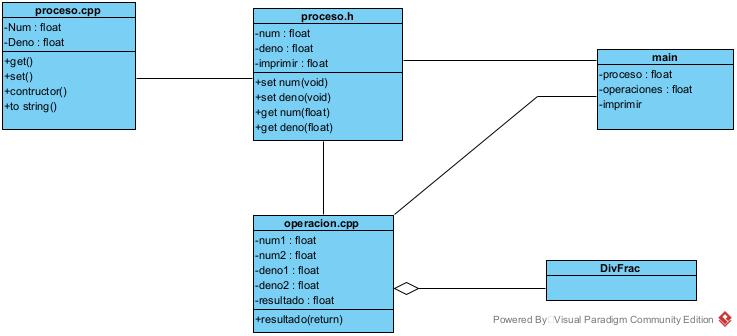 proceso.cpp
-Num : float
-Deno : float
+get()
+set()
+contructor()
+to string()
proceso.h
-num : float
-deno : float
-imprimir : float
+set num(void)
+set deno(void)
+get num(float)
+get deno(float)
main
-proceso : float
-operaciones : float
-imprimir
operacion.cpp
-num1 : float
-num2 : float
-deno1 : float
-deno2 : float
-resultado : float
+resultado(return)
DivFrac
Powered By Visual Paradigm Community Edition